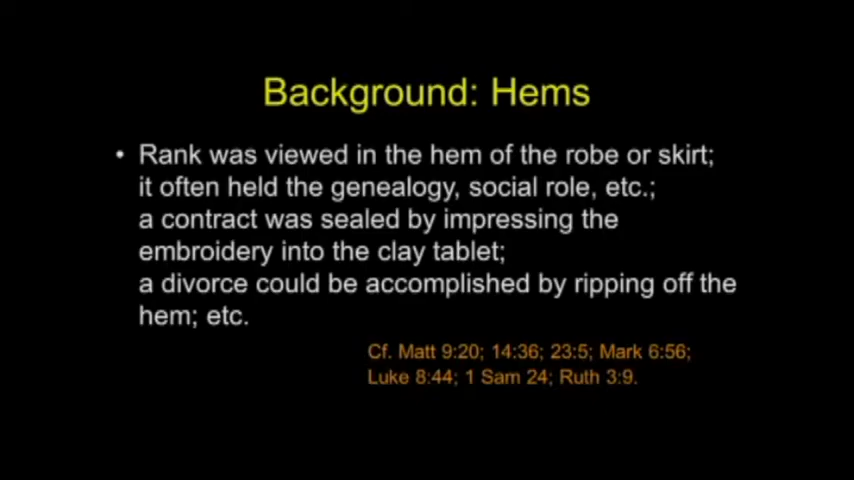 Background: Hems
• Rank was viewed in the hem of the robe or skirt;
it often held the genealogy, social role, etc.;
a contract was sealed by impressing the
embroidery into the clay tablet;
a divorce could be accomplished by ripping off the
hem; etc.
Cf. Matt 9:20; 14:36; 23:5; Mark 6:56;
Luke 8:44; 1 Sam 24; Ruth 3:9.